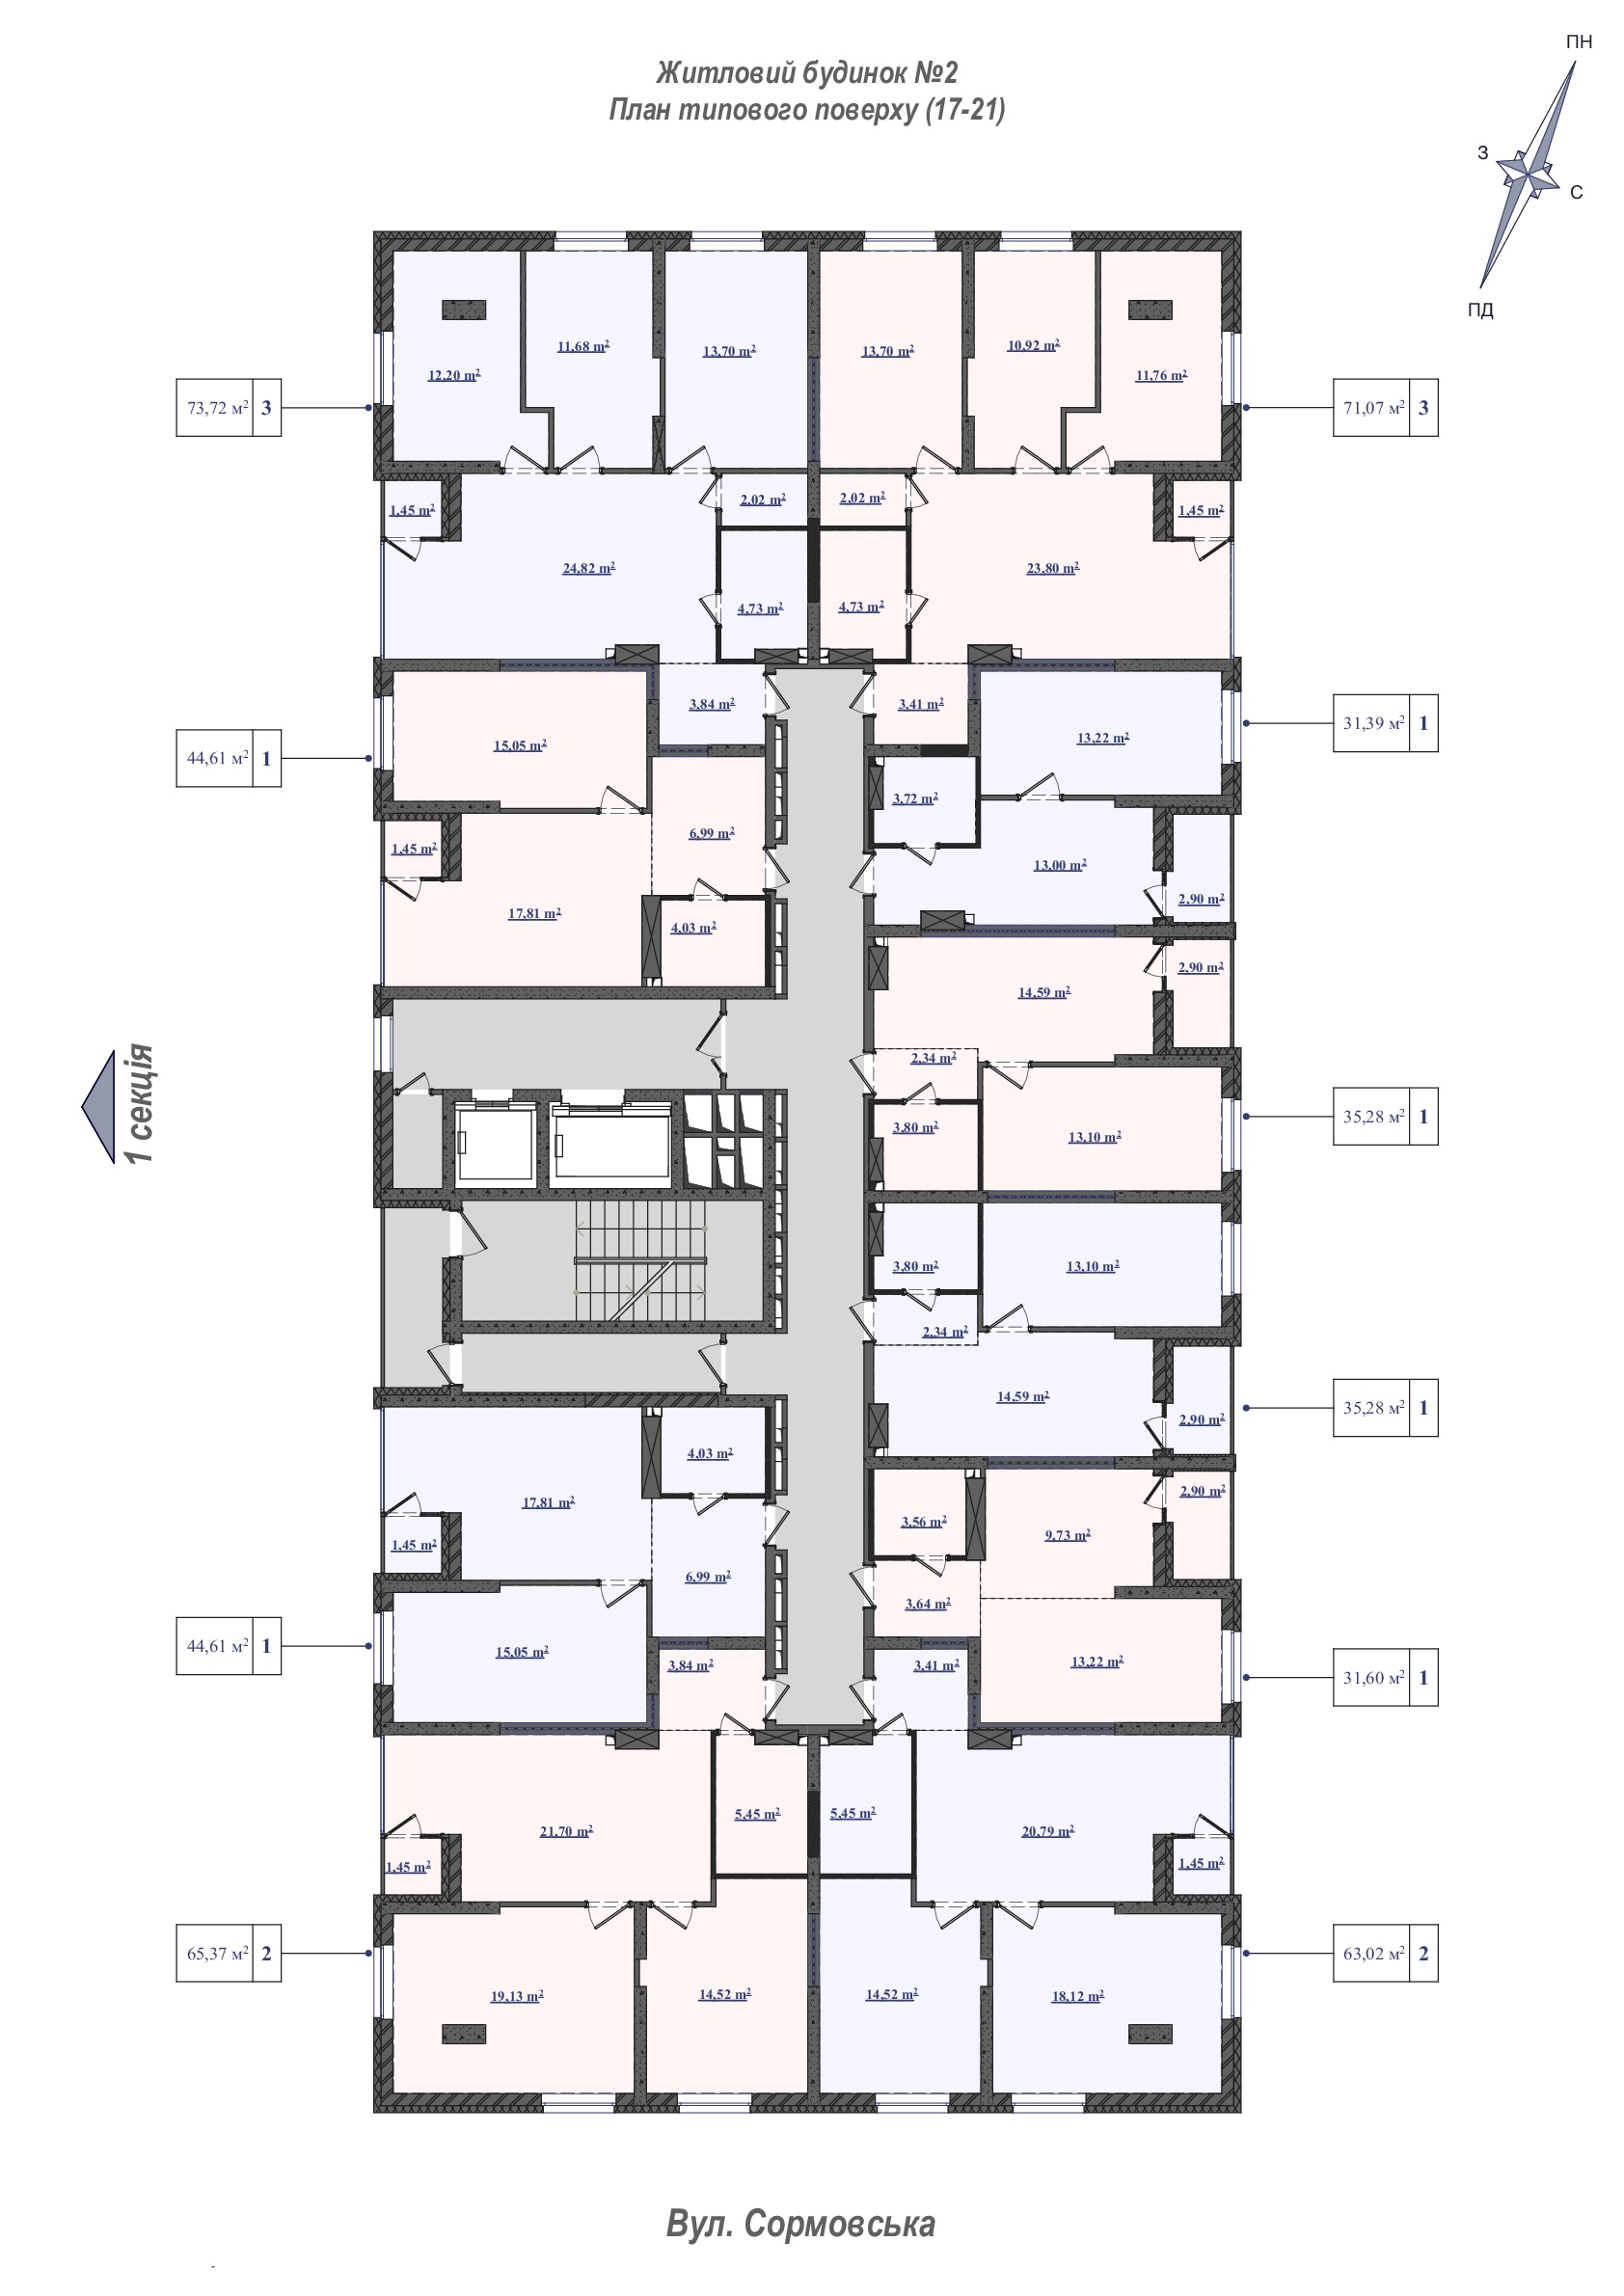 ПН
Житловий будинок №2
План типового поверху (17-21)
З
С
ПД
11,68 m²
13,70 m²
13,70 m²
10,92 m²
12,20 m²
11,76 m²
73,72 м² 3
71,07 м² 3
1,45 m²
2,02 m²
2,02 m²
1,45 m²
24,82 m²
23,80 m²
4,73 m²
4,73 m²
3,84 m²
3,41 m²
31,39 м² 1
15,05 m²
13,22 m²
44,61 м² 1
3,72 m²
6,99 m²
1,45 m²
13,00 m²
2,90 m²
17,81 m²
4,03 m²
2,90 m²
14,59 m²
2,34 m²
1 секція
35,28 м² 1
3,80 m²
13,10 m²
3,80 m²
13,10 m²
2,34 m²
14,59 m²
35,28 м² 1
2,90 m²
4,03 m²
2,90 m²
17,81 m²
3,56 m²
9,73 m²
1,45 m²
6,99 m²
3,64 m²
44,61 м² 1
15,05 m²
3,84 m²
3,41 m²
13,22 m²
31,60 м² 1
5,45 m²
5,45 m²
21,70 m²
20,79 m²
1,45 m²
1,45 m²
65,37 м² 2
63,02 м² 2
19,13 m²
14,52 m²
14,52 m²
18,12 m²
Вул. Сормовська